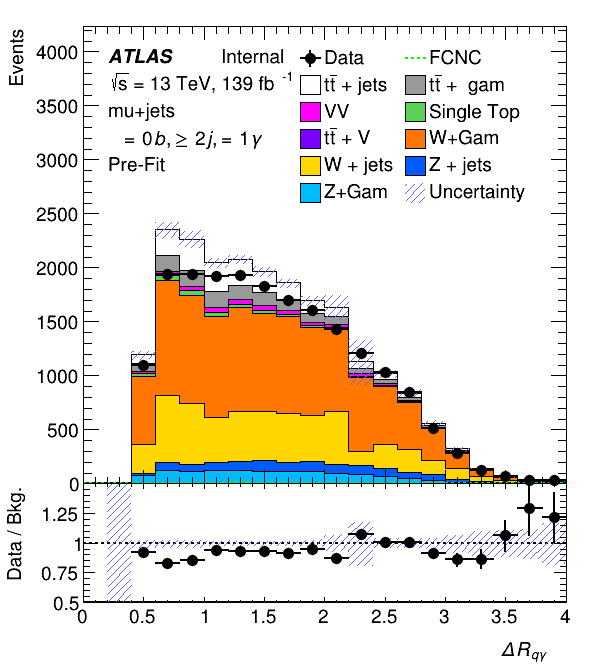 Events
4000
3500
3000
2500
2000
1500
1000
500
0
ATLAS Internal
√s = 13 TeV, 139 fb⁻¹
mu+jets
= 0b, ≥ 2j, = 1γ
Pre-Fit
Data FCNC
tt̅ + jets tt̅ + gam
VV Single Top
tt̅ + V W+Gam
W + jets Z + jets
Z+Gam Uncertainty
Data / Bkg.
1.25
1
0.75
0.5
0 0.5 1 1.5 2 2.5 3 3.5 4
ΔR_qγ